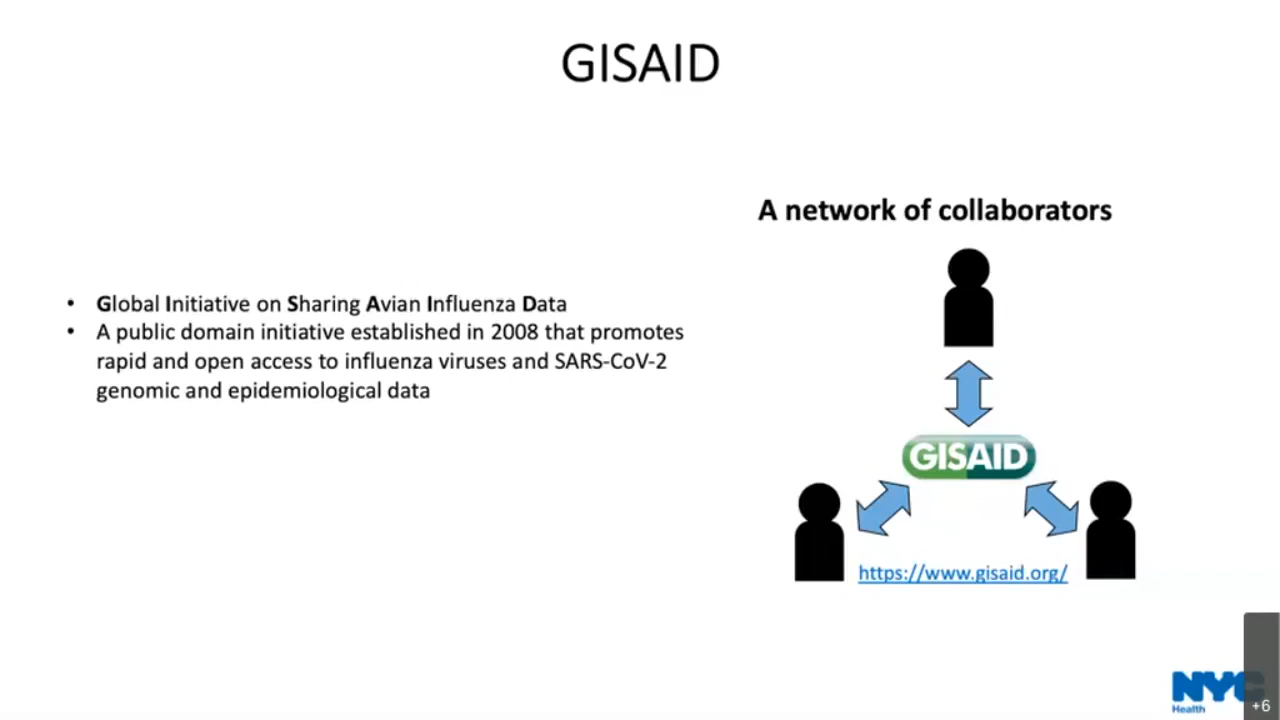 GISAID
• Global Initiative on Sharing Avian Influenza Data
• A public domain initiative established in 2008 that promotes
rapid and open access to influenza viruses and SARS-CoV-2
genomic and epidemiological data
A network of collaborators
GISAID
https://www.gisaid.org/
NYC
Health
+6